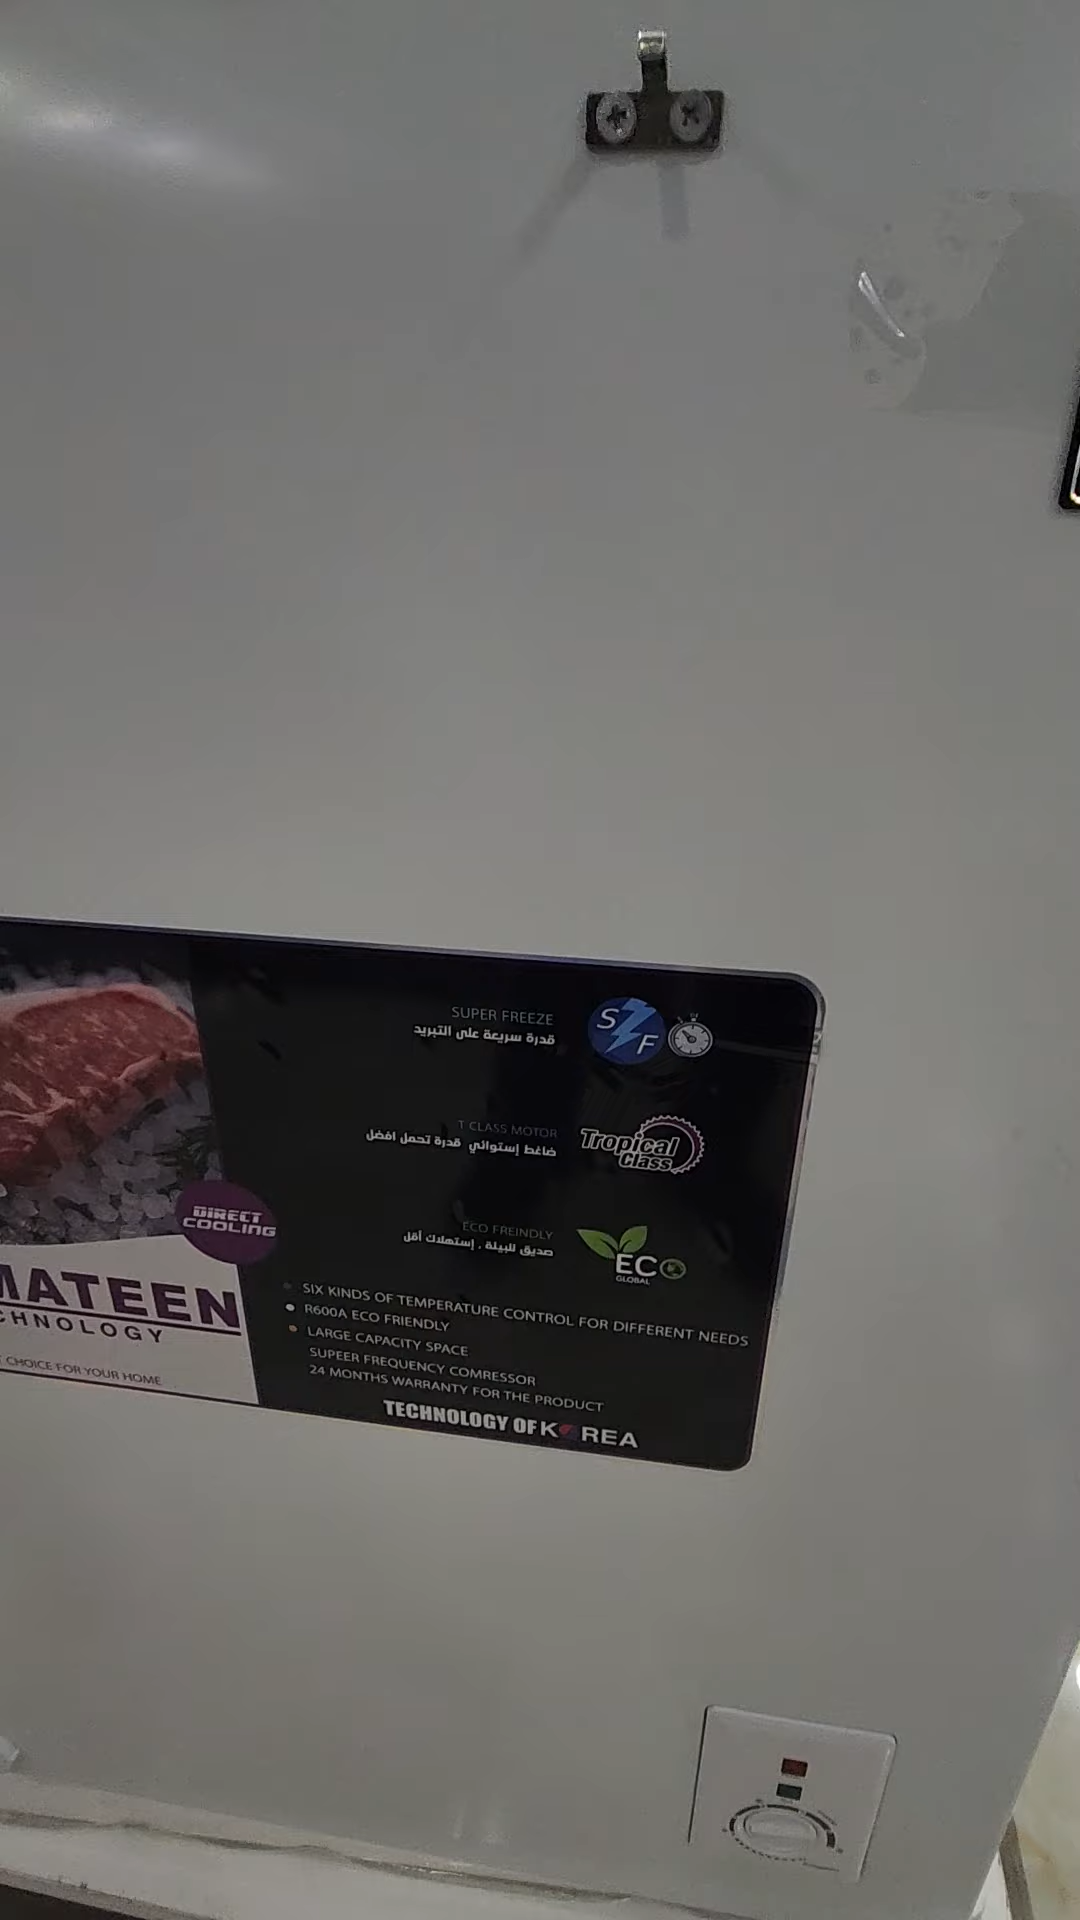 SUPER FREEZE
قدرة سريعة على التبريد
S F
T CLASS MOTOR
ضاغط إستوائي قدرة تحمل افضل
Tropical
Class
ECO FREINDLY
صديق للبيئة . إستهلاك أقل
ECO
GLOBAL
DIRECT
COOLING
MATEEN
CHNOLOGY
CHOICE FOR YOUR HOME
SIX KINDS OF TEMPERATURE CONTROL FOR DIFFERENT NEEDS
R600A ECO FRIENDLY
LARGE CAPACITY SPACE
SUPEER FREQUENCY COMRESSOR
24 MONTHS WARRANTY FOR THE PRODUCT
TECHNOLOGY OF KOREA